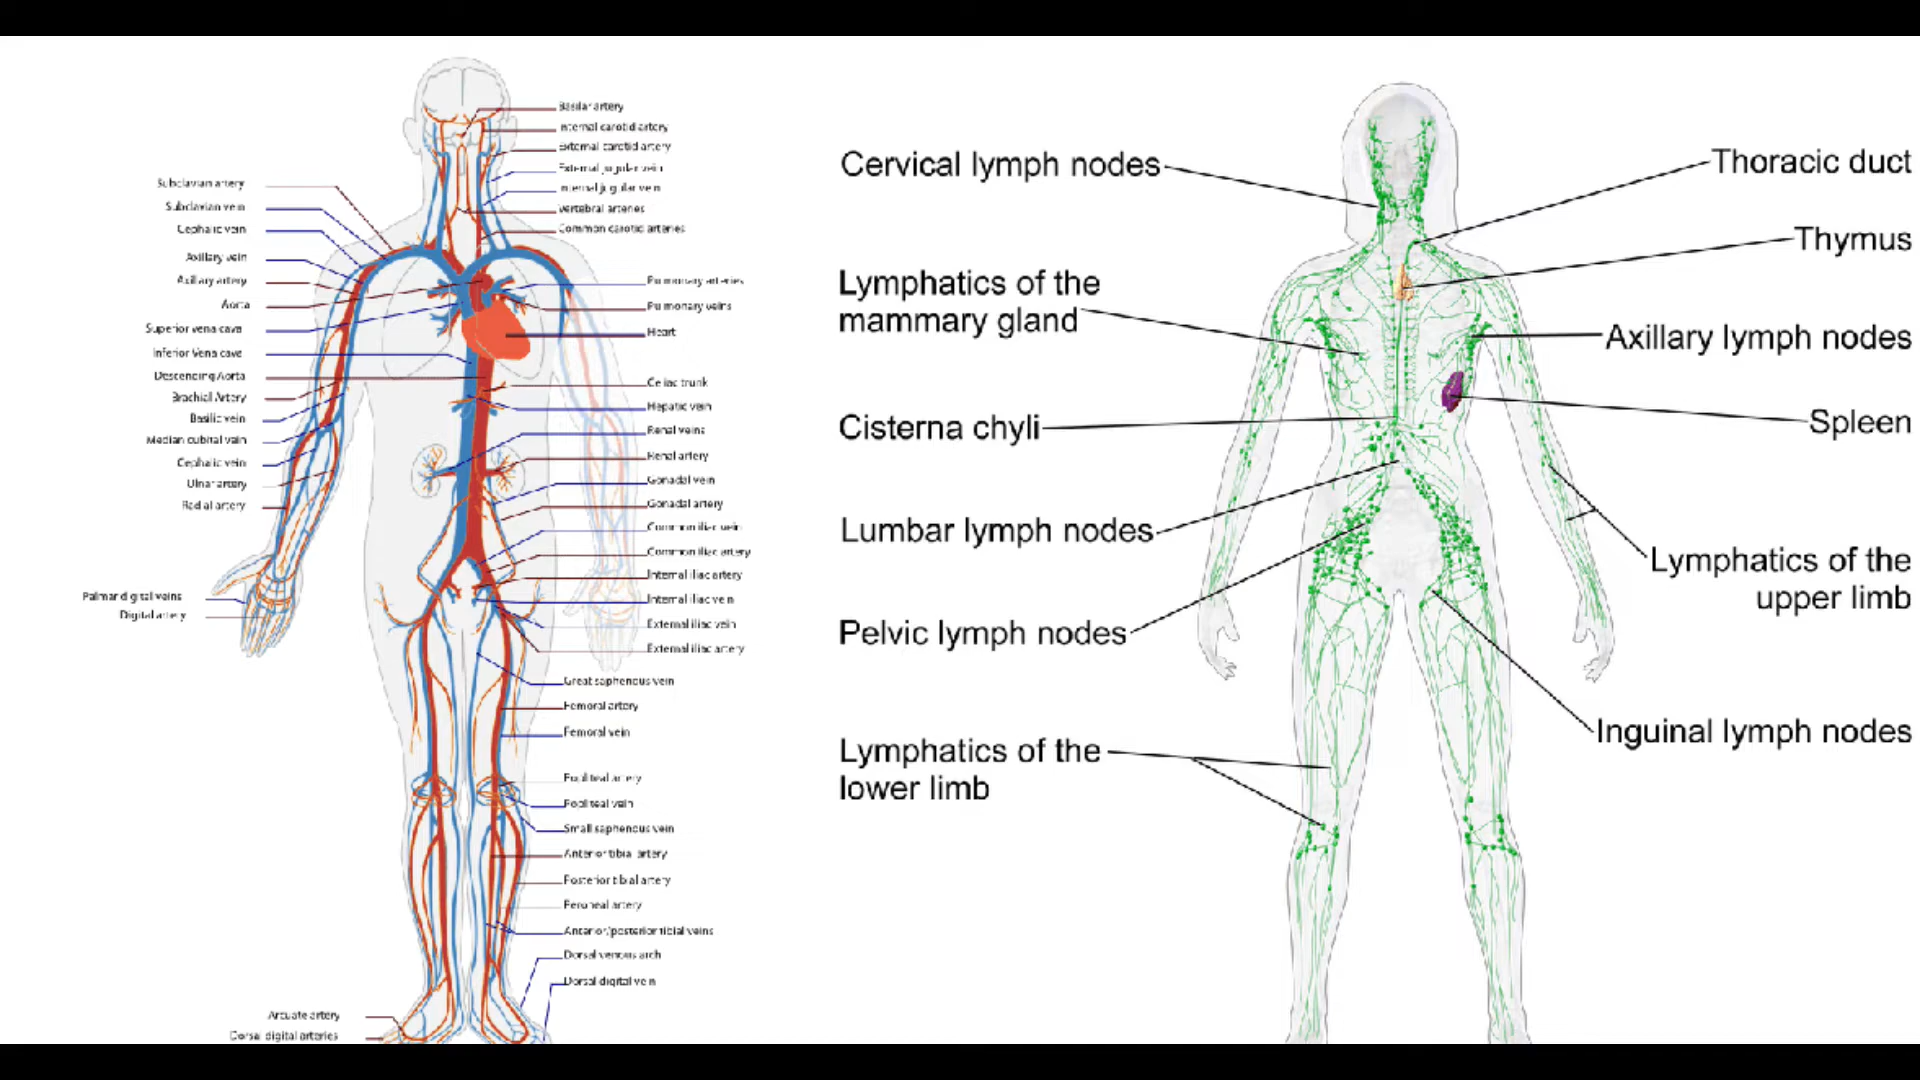 Basilar artery
Internal carotid artery
External carotid artery
External jugular vein
Internal jugular vein
Vertebral arteries
Common carotid arteries
Subclavian artery
Subclavian vein
Cephalic vein
Axillary vein
Axillary artery
Aorta
Superior vena cava
Inferior Vena cava
Descending Aorta
Brachial Artery
Basilic vein
Median cubital vein
Cephalic vein
Ulnar artery
Radial artery
Palmar digital veins
Digital artery
Pulmonary arteries
Pulmonary veins
Heart
Celiac trunk
Hepatic vein
Renal veins
Renal artery
Gonadal vein
Gonadal artery
Common iliac vein
Common iliac artery
Internal iliac artery
Internal iliac vein
External iliac vein
External iliac artery
Great saphenous vein
Femoral artery
Femoral vein
Popliteal artery
Popliteal vein
Small saphenous vein
Anterior tibial artery
Posterior tibial artery
Peroneal artery
Anterior/posterior tibial veins
Dorsal venous arch
Dorsal digital vein
Arcuate artery
Dorsal digital arteries
Cervical lymph nodes
Lymphatics of the
mammary gland
Cisterna chyli
Lumbar lymph nodes
Pelvic lymph nodes
Lymphatics of the
lower limb
Thoracic duct
Thymus
Axillary lymph nodes
Spleen
Lymphatics of the
upper limb
Inguinal lymph nodes